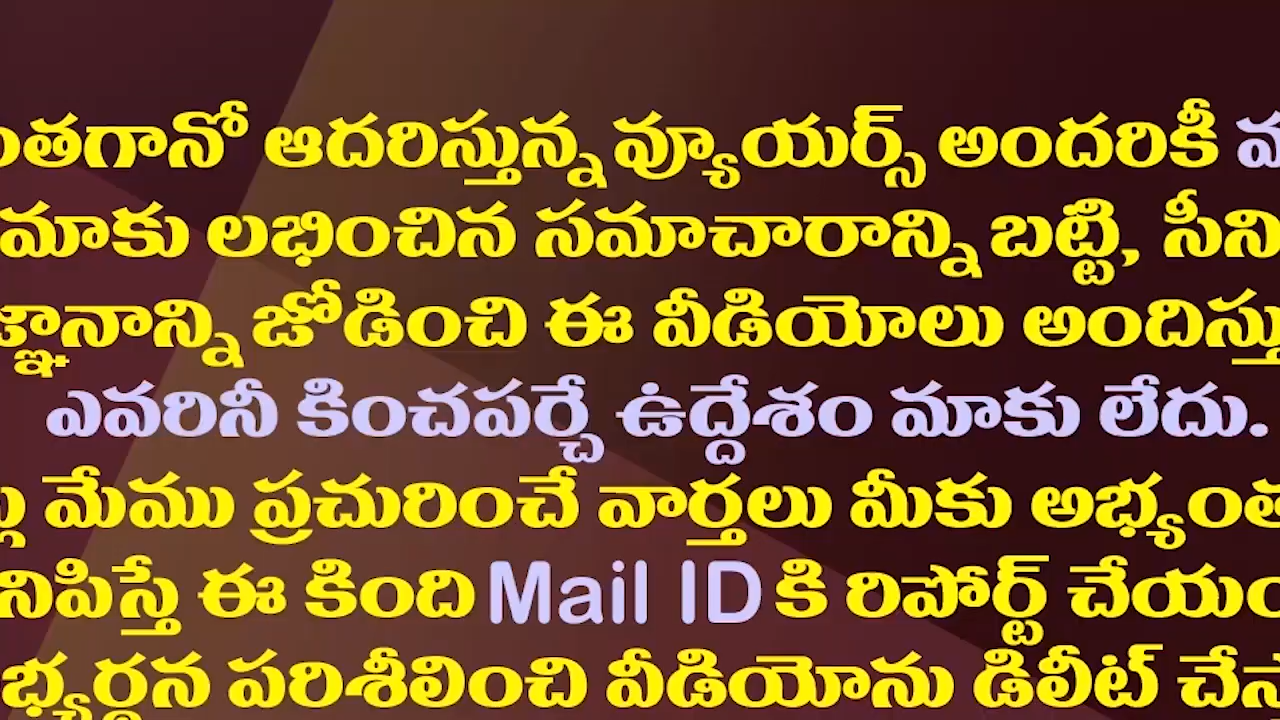 ఆదరిస్తున్న వ్యూయర్స్ అందరికీ
మాకు లభించిన సమాచారాన్ని బట్టి,
జోడించి ఈ వీడియోలు
ఎవరినీ కించపర్చే ఉద్దేశం మాకు లేదు.
మేము ప్రచురించే వార్తలు మీకు
ఈ కింది Mail ID కి రిపోర్ట్
పరిశీలించి వీడియోను డిలీట్